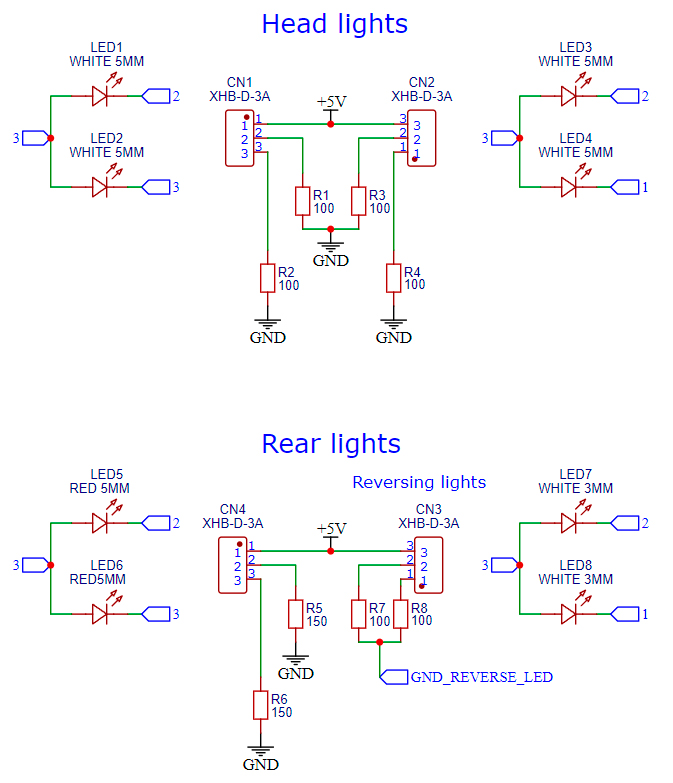 Head lights
LED1
WHITE 5MM
2
3
LED2
WHITE 5MM
3
CN1
XHB-D-3A
1
2
3
1
2
3
+5V
CN2
XHB-D-3A
3
2
1
3
2
1
R1
100
R3
100
GND
R2
100
GND
R4
100
GND
LED3
WHITE 5MM
2
3
LED4
WHITE 5MM
1
Rear lights
Reversing lights
LED5
RED 5MM
2
3
LED6
RED5MM
3
CN4
XHB-D-3A
1
2
3
1
2
3
+5V
CN3
XHB-D-3A
3
2
1
3
2
1
R5
150
GND
R7
100
R8
100
GND_REVERSE_LED
R6
150
GND
LED7
WHITE 3MM
2
3
LED8
WHITE 3MM
1